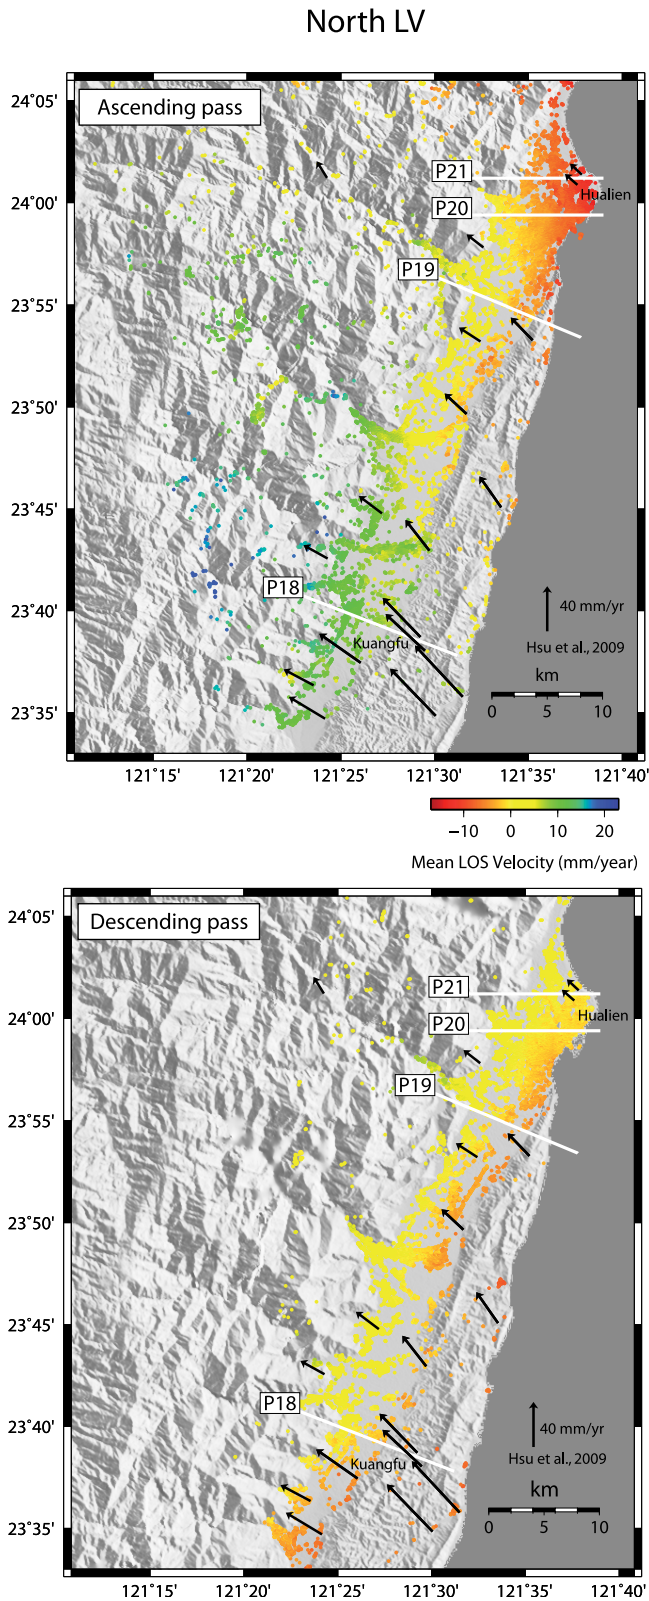 North LV
Ascending pass
24°05'
24°00'
23°55'
23°50'
23°45'
23°40'
23°35'
P21
P20
P19
P18
Hualien
Kuangfu
40 mm/yr
Hsu et al., 2009
km
0 5 10
121°15' 121°20' 121°25' 121°30' 121°35' 121°40'
−10 0 10 20
Mean LOS Velocity (mm/year)
Descending pass
24°05'
24°00'
23°55'
23°50'
23°45'
23°40'
23°35'
P21
P20
P19
P18
Hualien
Kuangfu
40 mm/yr
Hsu et al., 2009
km
0 5 10
121°15' 121°20' 121°25' 121°30' 121°35' 121°40'